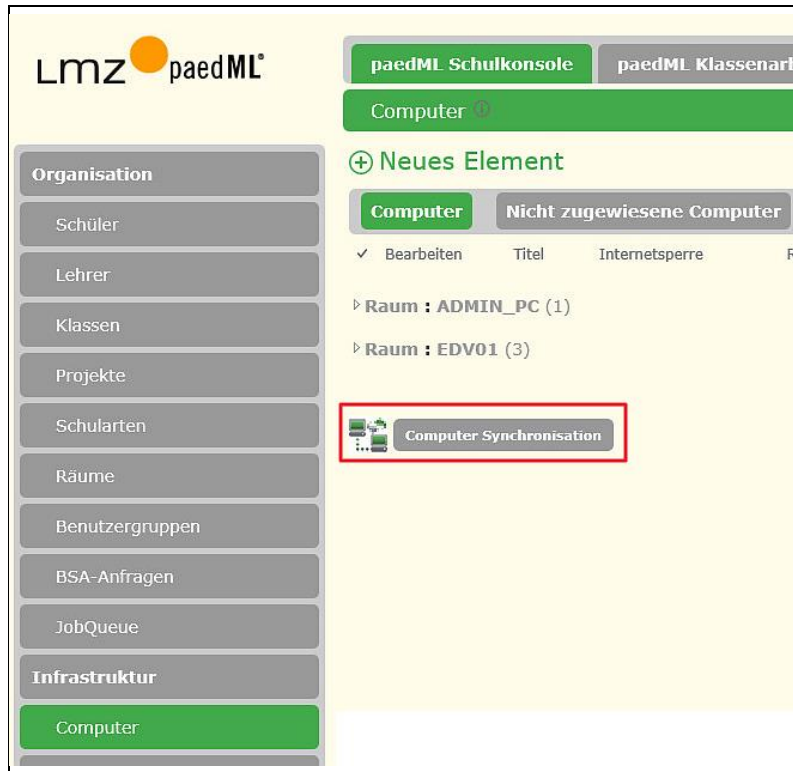 Lmz paedML®
paedML Schulkonsole paedML
Computer
Neues Element
Computer Nicht zugewiesene Computer
Bearbeiten Titel Internetsperre
Raum : ADMIN_PC (1)
Raum : EDV01 (3)
Computer Synchronisation
Organisation
Schüler
Lehrer
Klassen
Projekte
Schularten
Räume
Benutzergruppen
BSA-Anfragen
JobQueue
Infrastruktur
Computer